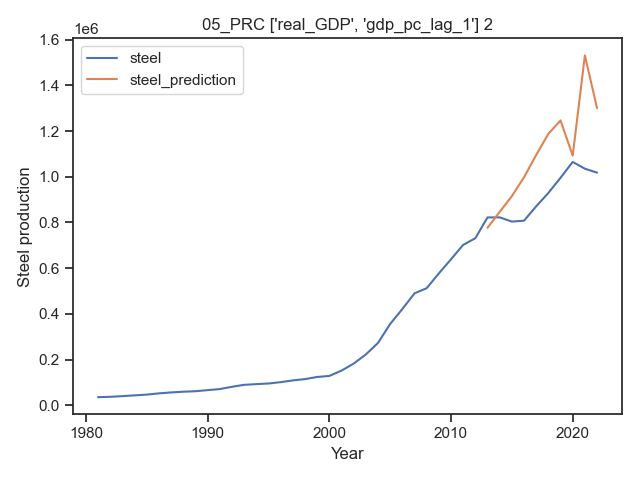 05_PRC ['real_GDP', 'gdp_pc_lag_1'] 2
1e6
1.6
1.4
1.2
1.0
0.8
0.6
0.4
0.2
0.0
Steel production
steel
steel_prediction
1980
1990
2000
2010
2020
Year